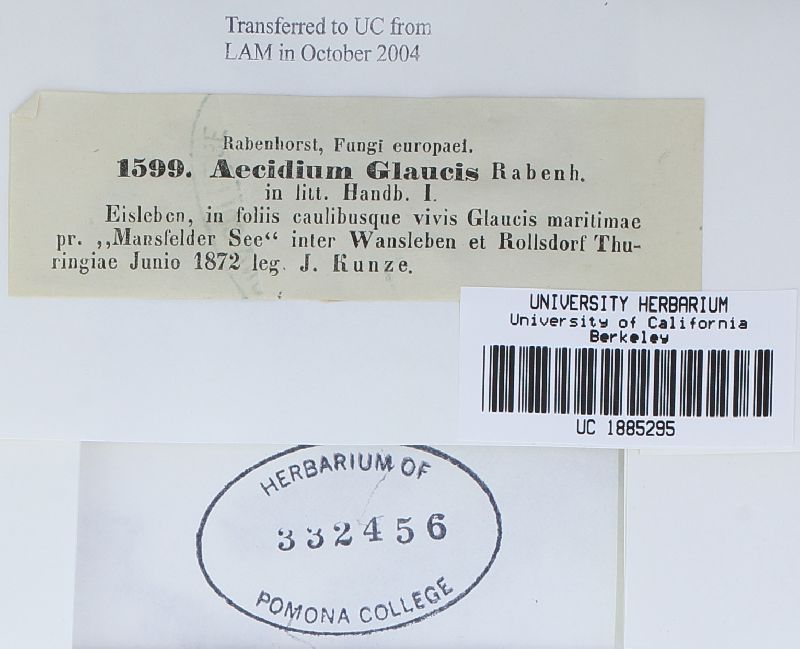 Transferred to UC from
LAM in October 2004
Rabenhorst, Fungi europaei.
1599. Aecidium Glaucis Rabenh.
in litt. Handb. I.
Eisleben, in foliis caulibusque vivis Glaucis maritimae
pr. „Mansfelder See“ inter Wansleben et Rollsdorf Thu-
ringiae Junio 1872 leg. J. Kunze.
UNIVERSITY HERBARIUM
University of California
Berkeley
UC 1885295
HERBARIUM OF
332456
POMONA COLLEGE